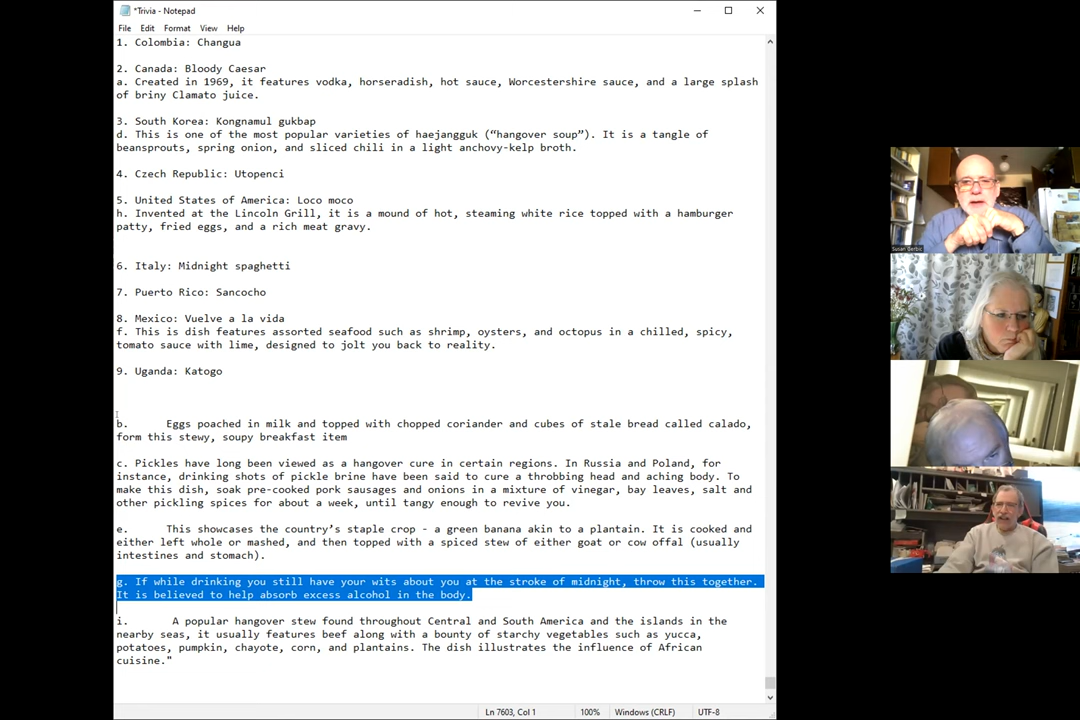 *Trivia - Notepad
File Edit Format View Help
1. Colombia: Changua
2. Canada: Bloody Caesar
a. Created in 1969, it features vodka, horseradish, hot sauce, Worcestershire sauce, and a large splash
of briny Clamato juice.
3. South Korea: Kongnamul gukbap
d. This is one of the most popular varieties of haejangguk (“hangover soup”). It is a tangle of
beansprouts, spring onion, and sliced chili in a light anchovy-kelp broth.
4. Czech Republic: Utopenci
5. United States of America: Loco moco
h. Invented at the Lincoln Grill, it is a mound of hot, steaming white rice topped with a hamburger
patty, fried eggs, and a rich meat gravy.
6. Italy: Midnight spaghetti
7. Puerto Rico: Sancocho
8. Mexico: Vuelve a la vida
f. This is dish features assorted seafood such as shrimp, oysters, and octopus in a chilled, spicy,
tomato sauce with lime, designed to jolt you back to reality.
9. Uganda: Katogo
b. Eggs poached in milk and topped with chopped coriander and cubes of stale bread called calado,
form this stewy, soupy breakfast item
c. Pickles have long been viewed as a hangover cure in certain regions. In Russia and Poland, for
instance, drinking shots of pickle brine have been said to cure a throbbing head and aching body. To
make this dish, soak pre-cooked pork sausages and onions in a mixture of vinegar, bay leaves, salt and
other pickling spices for about a week, until tangy enough to revive you.
e. This showcases the country’s staple crop - a green banana akin to a plantain. It is cooked and
either left whole or mashed, and then topped with a spiced stew of either goat or cow offal (usually
intestines and stomach).
g. If while drinking you still have your wits about you at the stroke of midnight, throw this together.
It is believed to help absorb excess alcohol in the body.
i. A popular hangover stew found throughout Central and South America and the islands in the
nearby seas, it usually features beef along with a bounty of starchy vegetables such as yucca,
potatoes, pumpkin, chayote, corn, and plantains. The dish illustrates the influence of African
cuisine."
Ln 7603, Col 1 100% Windows (CRLF) UTF-8
Susan Gerbic